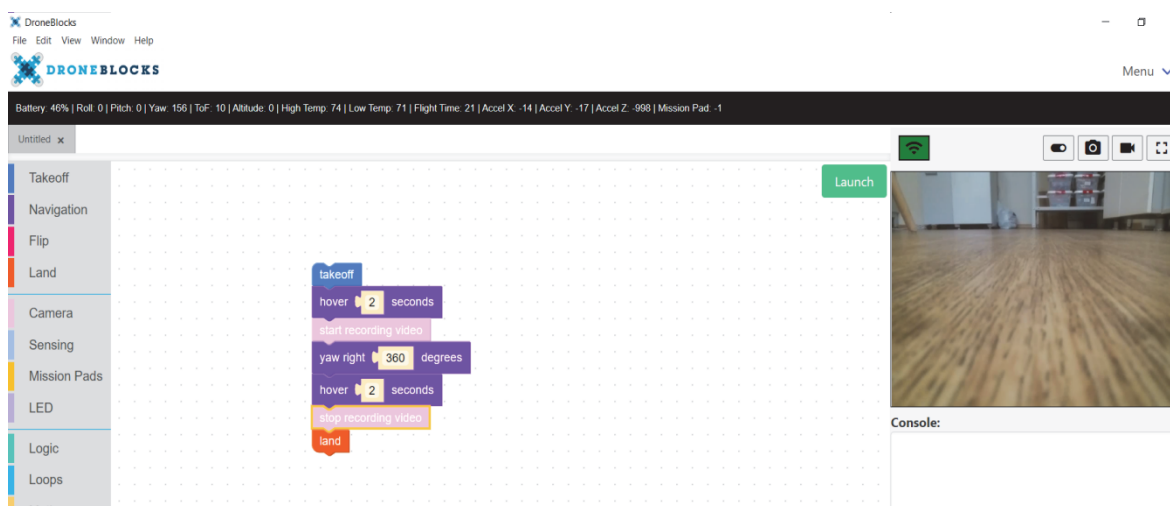 DroneBlocks
File Edit View Window Help
DRONEBLOCKS
Menu
Battery: 46% | Roll: 0 | Pitch: 0 | Yaw: 156 | ToF: 10 | Altitude: 0 | High Temp: 74 | Low Temp: 71 | Flight Time: 21 | Accel X: -14 | Accel Y: -17 | Accel Z: -998 | Mission Pad: -1
Untitled x
Takeoff
Launch
Navigation
Flip
Land
Camera
Sensing
Mission Pads
LED
Logic
Loops
takeoff
hover 2 seconds
start recording video
yaw right 360 degrees
hover 2 seconds
stop recording video
land
Console: